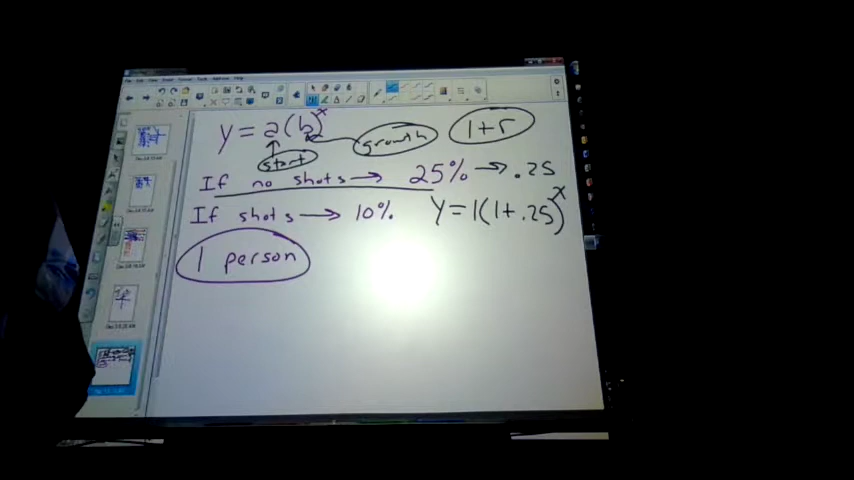 y = a(b)^x
growth
1+r
start
If no shots → 25% → .25
If shots → 10% y = 1(1+.25)^x
1 person